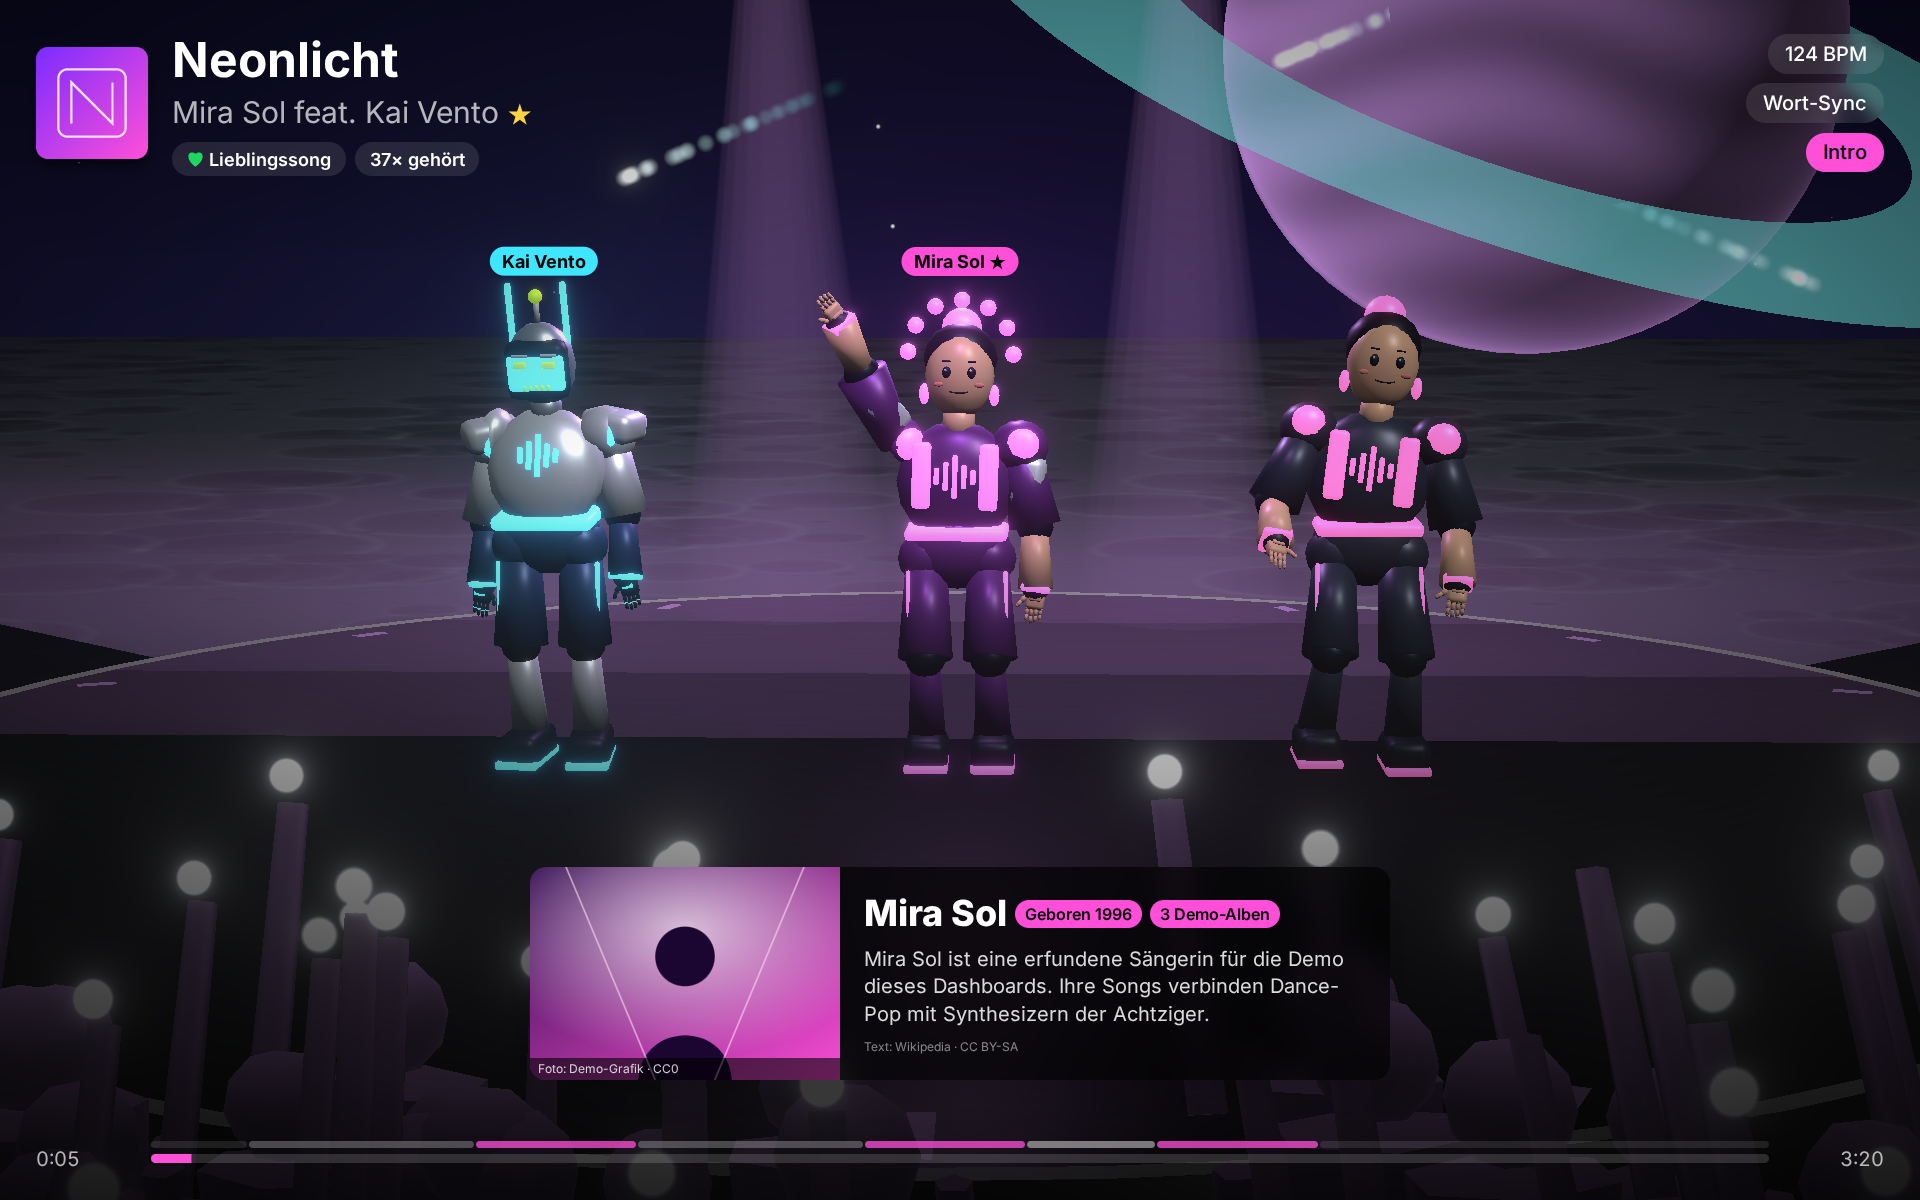 N
Neonlicht
Mira Sol feat. Kai Vento ★
Lieblingssong
37× gehört
124 BPM
Wort-Sync
Intro
Kai Vento
Mira Sol ★
Mira Sol
Geboren 1996
3 Demo-Alben
Mira Sol ist eine erfundene Sängerin für die Demo
dieses Dashboards. Ihre Songs verbinden Dance-
Pop mit Synthesizern der Achtziger.
Text: Wikipedia · CC BY-SA
Foto: Demo-Grafik · CC0
0:05
3:20